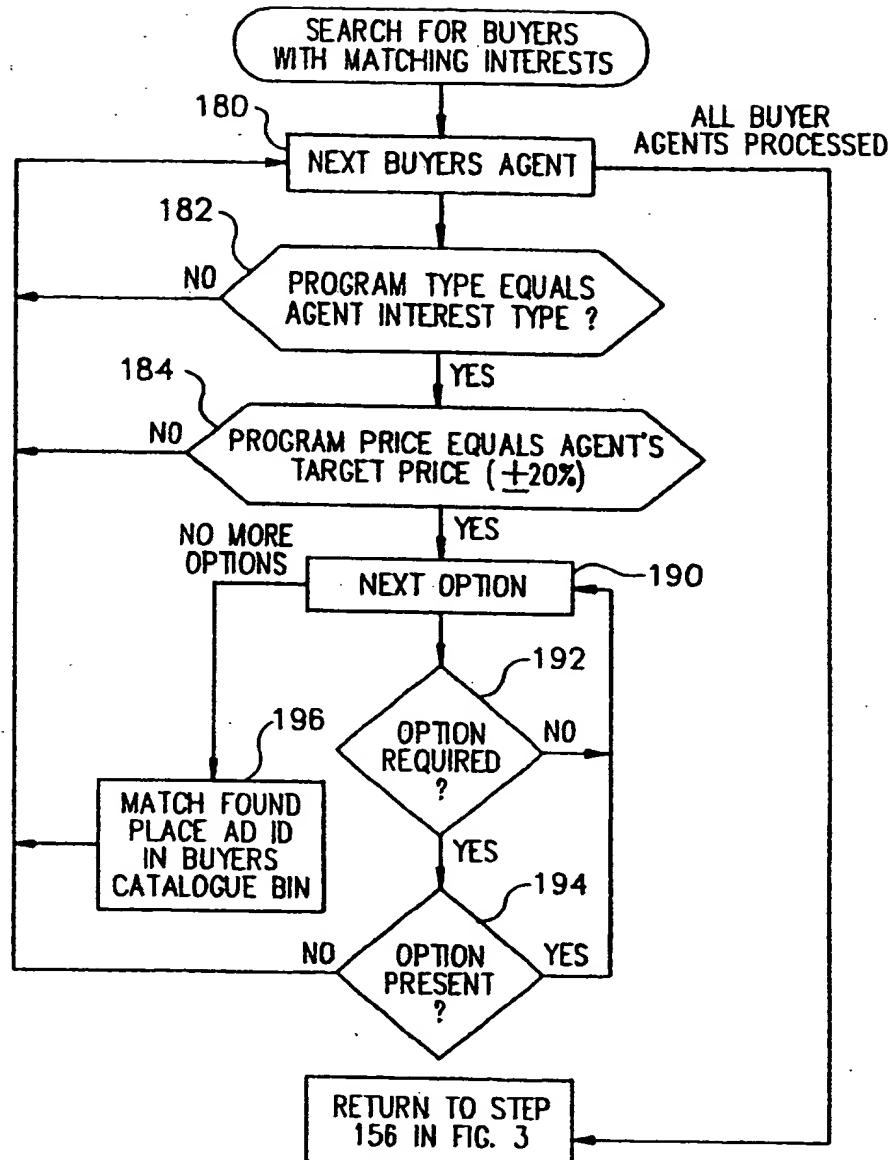 SEARCH FOR BUYERS
WITH MATCHING INTERESTS
180
ALL BUYER
AGENTS PROCESSED
NEXT BUYERS AGENT
182
NO
PROGRAM TYPE EQUALS
AGENT INTEREST TYPE ?
YES
184
NO
PROGRAM PRICE EQUALS AGENT'S
TARGET PRICE (±20%)
YES
NO MORE
OPTIONS
NEXT OPTION
190
192
OPTION
REQUIRED
?
NO
196
MATCH FOUND
PLACE AD ID
IN BUYERS
CATALOGUE BIN
YES
194
NO
OPTION
PRESENT
?
YES
RETURN TO STEP
156 IN FIG. 3